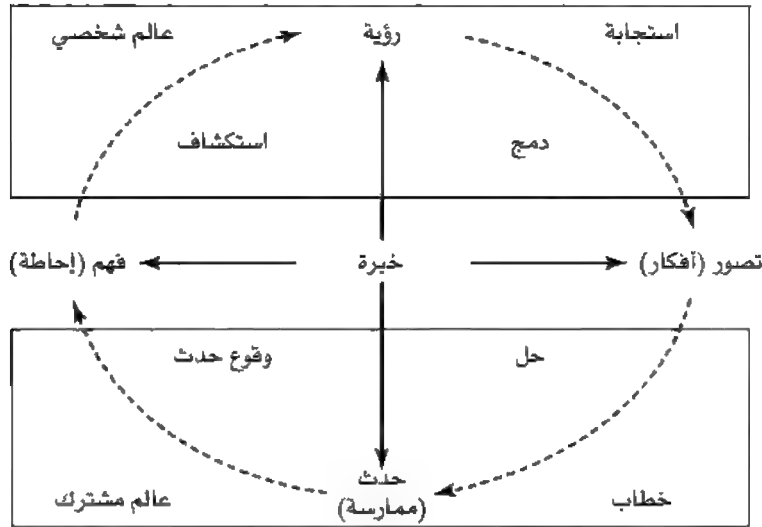 استجابة
رؤية
عالم شخصي
دمج
استكشاف
تصور (أفكار)
خبرة
فهم (إحاطة)
حل
وقوع حدث
حدث
(ممارسة)
خطاب
عالم مشترك